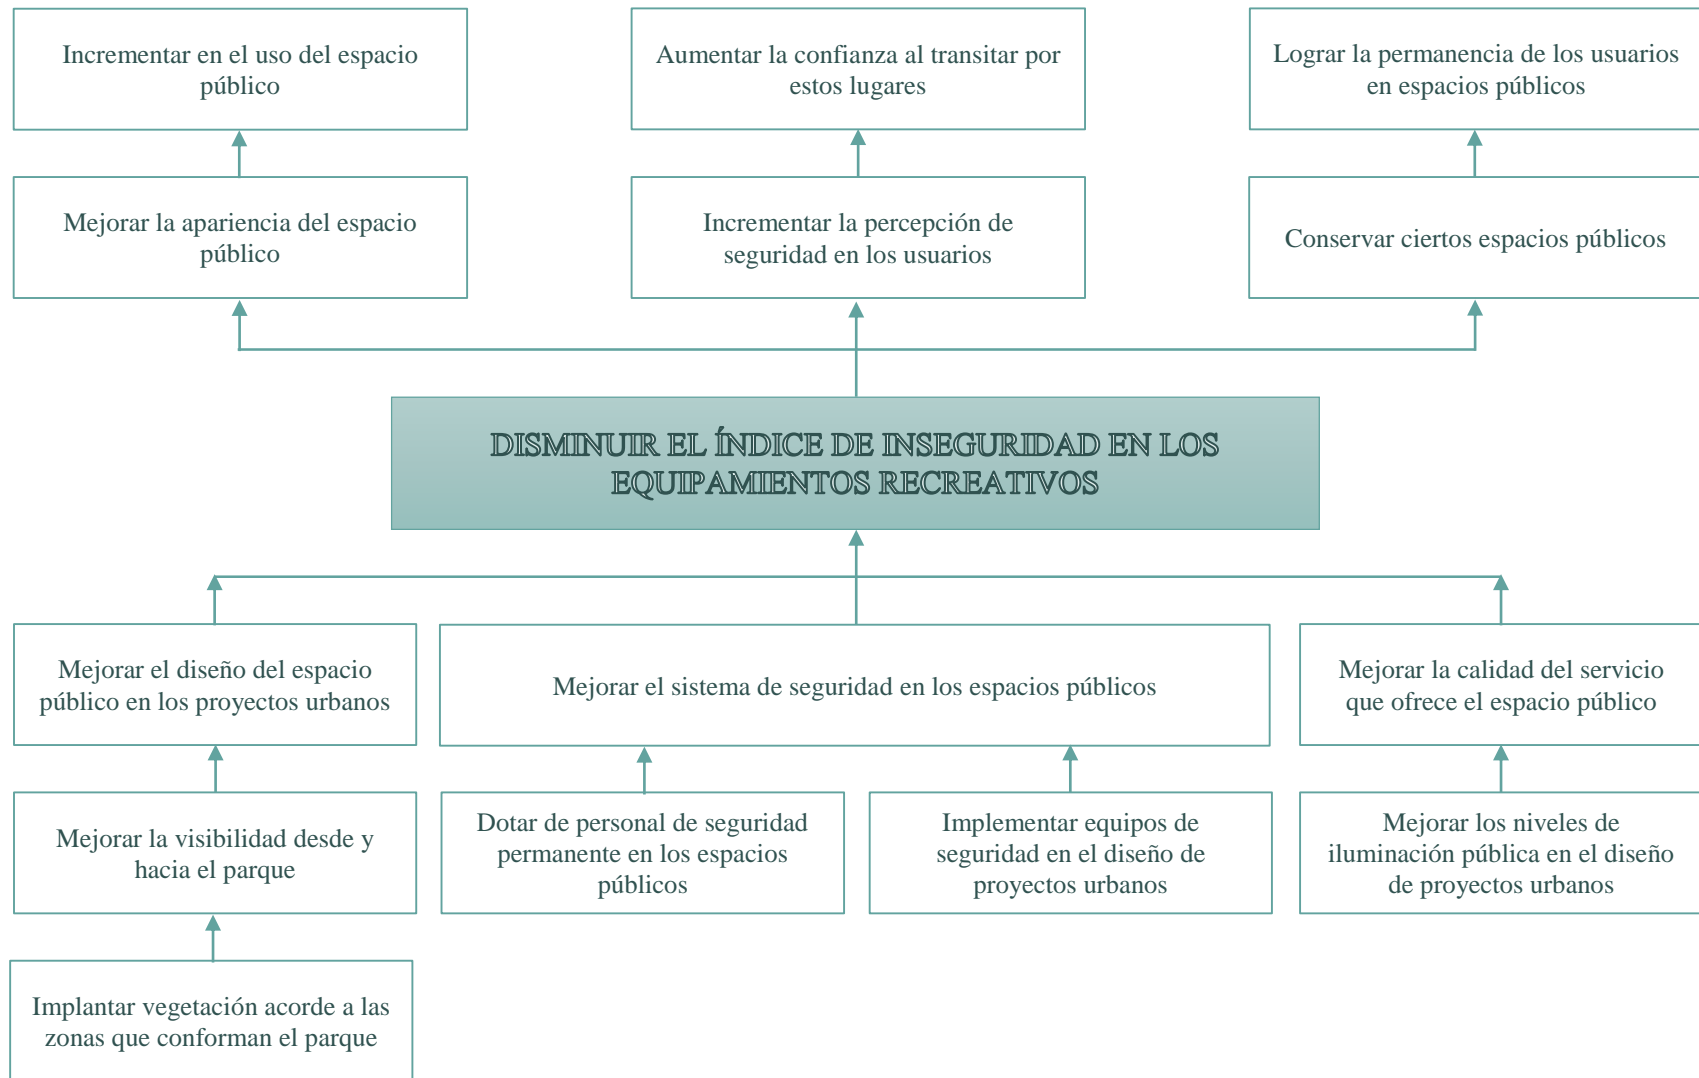 Incrementar en el uso del espacio
público
Aumentar la confianza al transitar por
estos lugares
Lograr la permanencia de los usuarios
en espacios públicos
Mejorar la apariencia del espacio
público
Incrementar la percepción de
seguridad en los usuarios
Conservar ciertos espacios públicos
DISMINUIR EL ÍNDICE DE INSEGURIDAD EN LOS
EQUIPAMIENTOS RECREATIVOS
Mejorar el diseño del espacio
público en los proyectos urbanos
Mejorar el sistema de seguridad en los espacios públicos
Mejorar la calidad del servicio
que ofrece el espacio público
Mejorar la visibilidad desde y
hacia el parque
Dotar de personal de seguridad
permanente en los espacios
públicos
Implementar equipos de
seguridad en el diseño de
proyectos urbanos
Mejorar los niveles de
iluminación pública en el diseño
de proyectos urbanos
Implantar vegetación acorde a las
zonas que conforman el parque